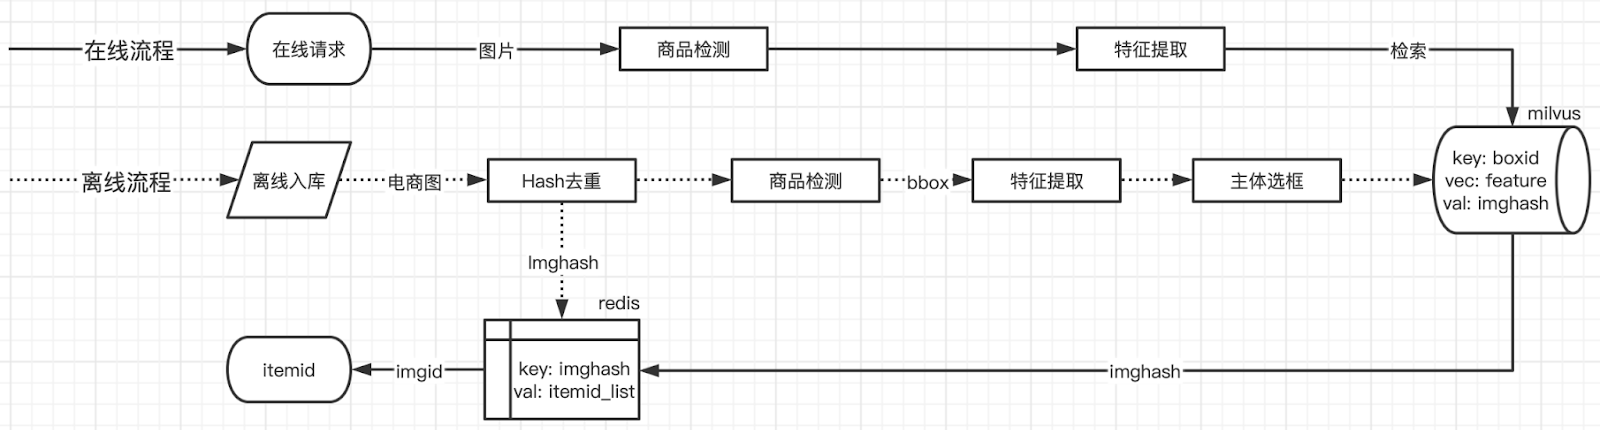 在线流程
在线请求
图片
商品检测
特征提取
检索
milvus
key: boxid
vec: feature
val: imghash
离线流程
离线入库
电商图
Hash去重
商品检测
bbox
特征提取
主体选框
Imghash
redis
key: imghash
val: itemid_list
imghash
imgid
itemid